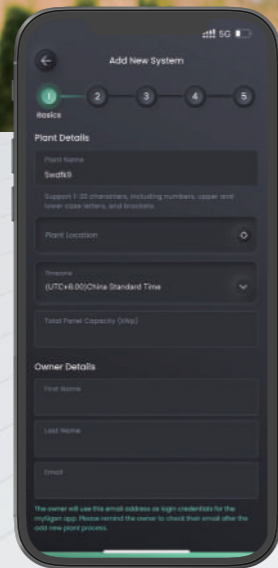 5G
Add New System
1 2 3 4 5
Basics
Plant Details
Plant Name
Swatk9
Support 1-32 characters, including numbers, upper and
lower case letters, and brackets.
Plant Location
Timezone
(UTC+8.00)China Standard Time
Total Panel Capacity (kWp)
Owner Details
First Name
Last Name
Email
The owner will use this email address as login credentials for the
mySigen app. Please remind the owner to check their email after the
add new plant process.